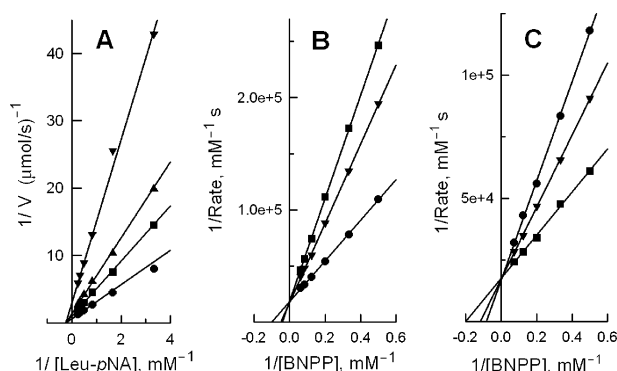 A
B
C
1/ V (μmol/s)⁻¹
40
30
20
10
0
2
4
1/ [Leu-pNA], mM⁻¹
1/Rate, mM⁻¹ s
2.0e+5
1.0e+5
-0.2 0.0 0.2 0.4 0.6
1/[BNPP], mM⁻¹
1/Rate, mM⁻¹ s
1e+5
5e+4
-0.2 0.0 0.2 0.4 0.6
1/[BNPP], mM⁻¹